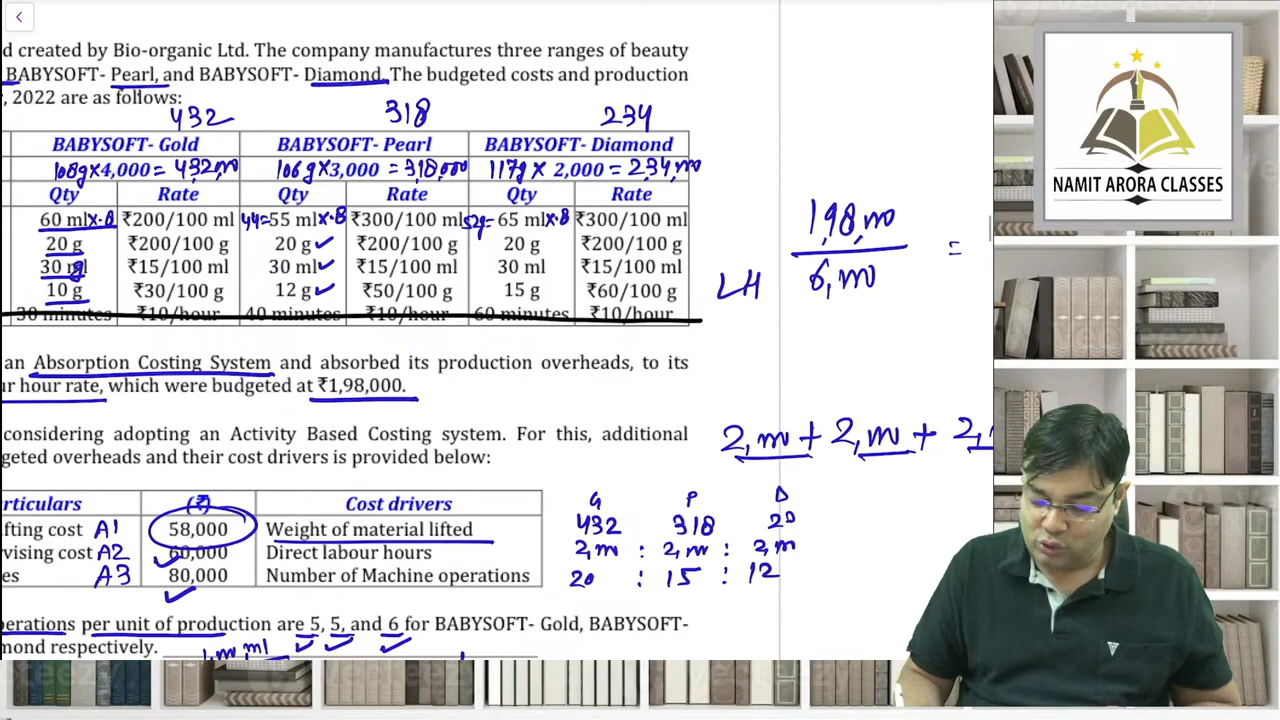 d created by Bio-organic Ltd. The company manufactures three ranges of beauty
BABYSOFT- Pearl, and BABYSOFT- Diamond. The budgeted costs and production
, 2022 are as follows:
432 318 234
BABYSOFT- Gold BABYSOFT- Pearl BABYSOFT- Diamond
108g x 4,000 = 432,m 106g x 3,000 = 318,000 117g x 2,000 = 234,m
Qty Rate Qty Rate Qty Rate
60 ml x.8 ₹200/100 ml 44= 55 ml x.8 ₹300/100 ml 52g= 65 ml x.8 ₹300/100 ml
20 g ₹200/100 g 20 g ₹200/100 g 20 g ₹200/100 g
30 g ₹15/100 ml 30 ml ₹15/100 ml 30 ml ₹15/100 ml
10 g ₹30/100 g 12 g ₹50/100 g 15 g ₹60/100 g
30 minutes ₹10/hour 40 minutes ₹10/hour 60 minutes ₹10/hour
198,m
LH =
6,m
an Absorption Costing System and absorbed its production overheads, to its
ur hour rate, which were budgeted at ₹1,98,000.
considering adopting an Activity Based Costing system. For this, additional
geted overheads and their cost drivers is provided below:
2,m + 2,m + 2,
rticulars (₹) Cost drivers
fting cost A1 58,000 Weight of material lifted
rvising cost A2 60,000 Direct labour hours
es A3 80,000 Number of Machine operations
G P D
432 318 2
2,m : 2,m : 2,m
20 : 15 : 12
erations per unit of production are 5, 5, and 6 for BABYSOFT- Gold, BABYSOFT-
mond respectively.
NAMIT ARORA CLASSES